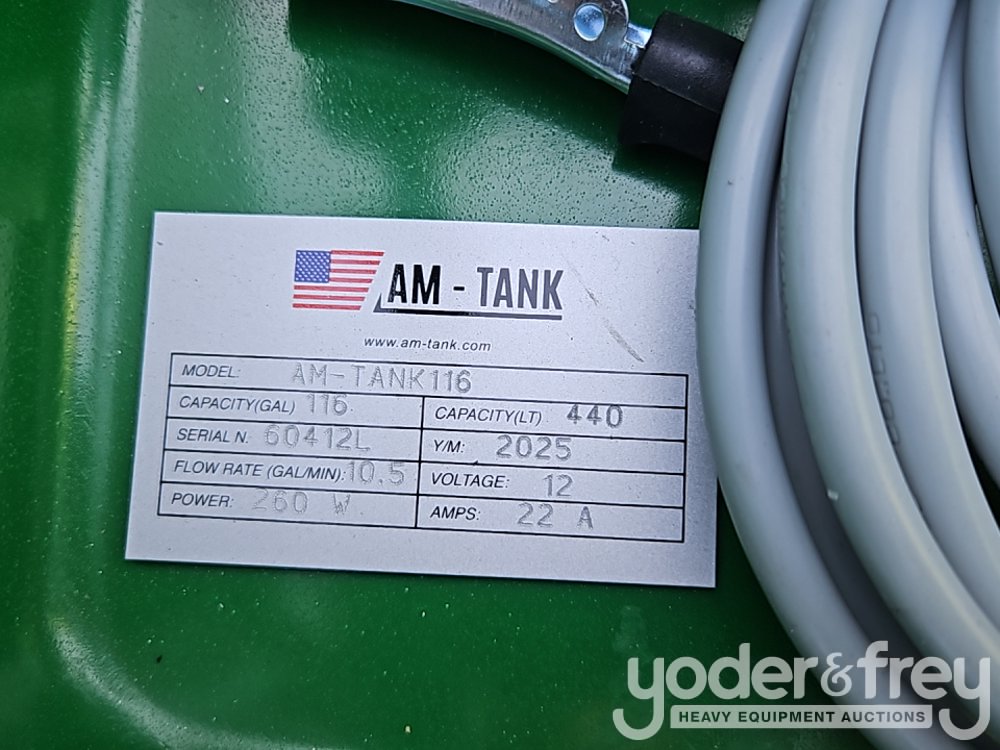 AM - TANK
www.am-tank.com
MODEL: AM-TANK116
CAPACITY(GAL) 116 CAPACITY(LT) 440
SERIAL N. 60412L Y/M: 2025
FLOW RATE (GAL/MIN): 10.5 VOLTAGE: 12
POWER: 260 W AMPS: 22 A
yoder&frey
HEAVY EQUIPMENT AUCTIONS